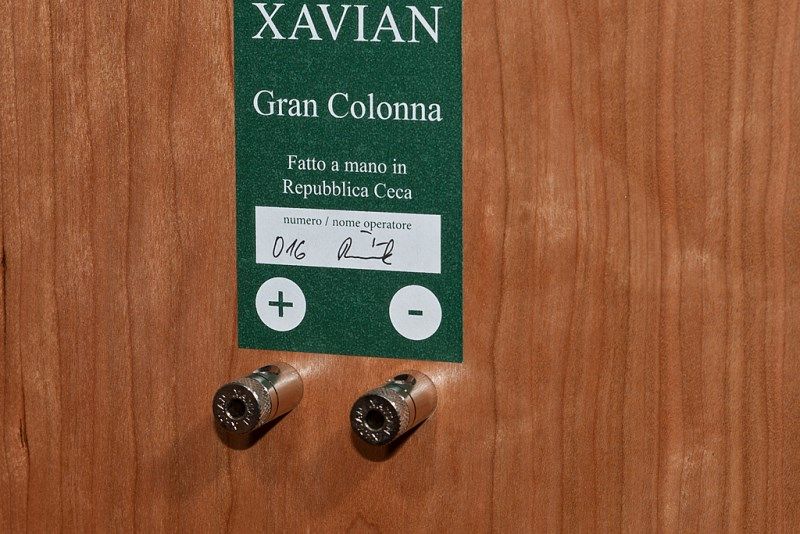 XAVIAN
Gran Colonna
Fatto a mano in
Repubblica Ceca
numero / nome operatore
016
+ -